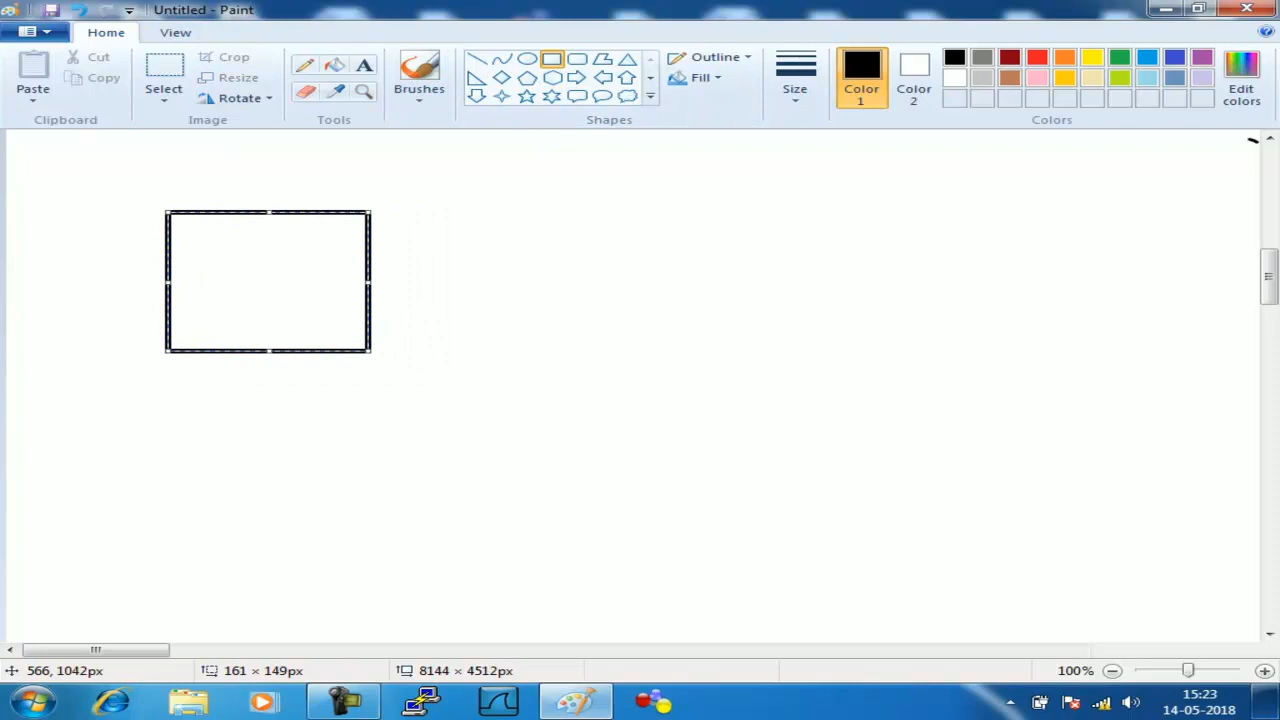 Untitled - Paint
Home View
Paste
Cut
Copy
Clipboard
Select
Crop
Resize
Rotate
Image
A
Tools
Brushes
Shapes
Outline
Fill
Size
Color
1
Color
2
Edit
colors
Colors
566, 1042px
161 × 149px
8144 × 4512px
100%
15:23
14-05-2018